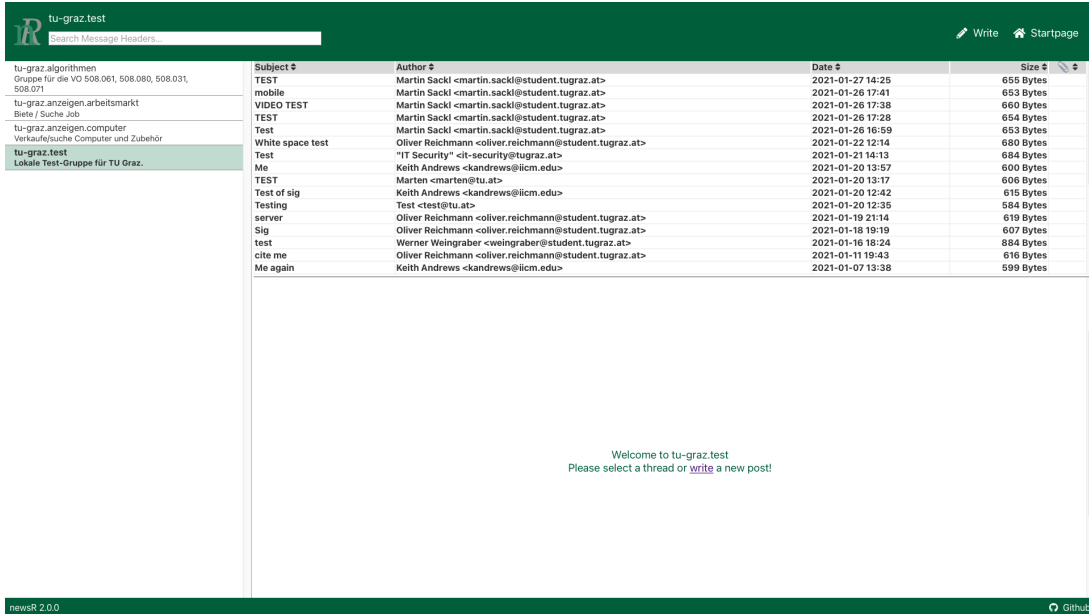 nR tu-graz.test
Search Message Headers...
Write Startpage
tu-graz.algorithmen
Gruppe für die VO 508.061, 508.080, 508.031,
508.071
tu-graz.anzeigen.arbeitsmarkt
Biete / Suche Job
tu-graz.anzeigen.computer
Verkaufe/suche Computer und Zubehör
tu-graz.test
Lokale Test-Gruppe für TU Graz.
Subject Author Date Size
TEST Martin Sackl <martin.sackl@student.tugraz.at> 2021-01-27 14:25 655 Bytes
mobile Martin Sackl <martin.sackl@student.tugraz.at> 2021-01-26 17:41 653 Bytes
VIDEO TEST Martin Sackl <martin.sackl@student.tugraz.at> 2021-01-26 17:38 660 Bytes
TEST Martin Sackl <martin.sackl@student.tugraz.at> 2021-01-26 17:28 654 Bytes
Test Martin Sackl <martin.sackl@student.tugraz.at> 2021-01-26 16:59 653 Bytes
White space test Oliver Reichmann <oliver.reichmann@student.tugraz.at> 2021-01-22 12:14 680 Bytes
Test "IT Security" <it-security@tugraz.at> 2021-01-21 14:13 684 Bytes
Me Keith Andrews <kandrews@iicm.edu> 2021-01-20 13:57 600 Bytes
TEST Marten <marten@tu.at> 2021-01-20 13:17 606 Bytes
Test of sig Keith Andrews <kandrews@iicm.edu> 2021-01-20 12:42 615 Bytes
Testing Test <test@tu.at> 2021-01-20 12:35 584 Bytes
server Oliver Reichmann <oliver.reichmann@student.tugraz.at> 2021-01-19 21:14 619 Bytes
Sig Oliver Reichmann <oliver.reichmann@student.tugraz.at> 2021-01-18 19:19 607 Bytes
test Werner Weingraber <weingraber@student.tugraz.at> 2021-01-16 18:24 884 Bytes
cite me Oliver Reichmann <oliver.reichmann@student.tugraz.at> 2021-01-11 19:43 616 Bytes
Me again Keith Andrews <kandrews@iicm.edu> 2021-01-07 13:38 599 Bytes
Welcome to tu-graz.test
Please select a thread or write a new post!
newsR 2.0.0 Github